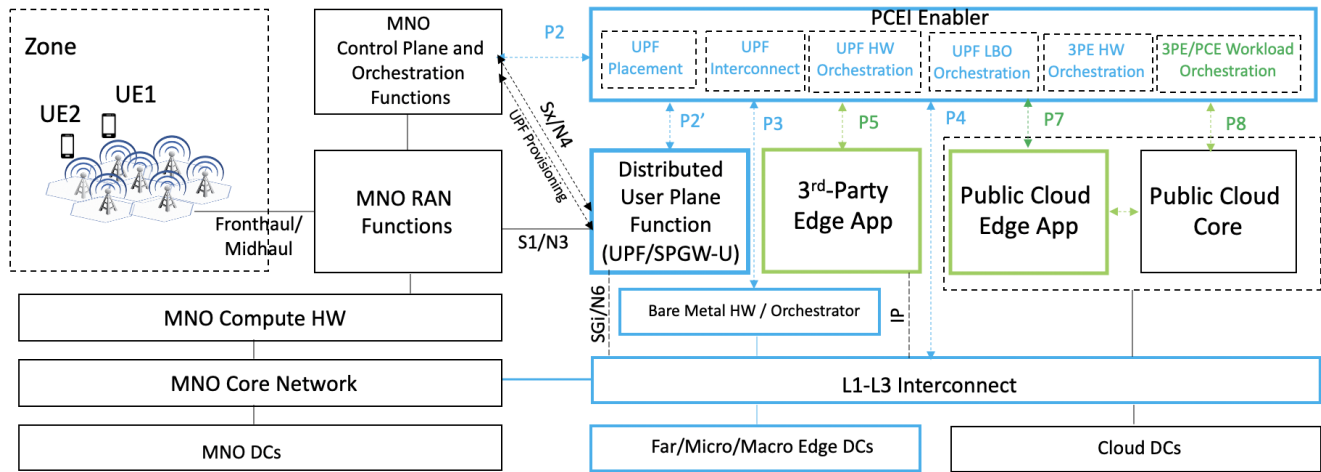 Zone
UE1
UE2
MNO
Control Plane and
Orchestration
Functions
P2
PCEI Enabler
UPF
Placement
UPF
Interconnect
UPF HW
Orchestration
UPF LBO
Orchestration
3PE HW
Orchestration
3PE/PCE Workload
Orchestration
Sx/N4
UPF Provisioning
P2’
P3
P5
P4
P7
P8
MNO RAN
Functions
Fronthaul/
Midhaul
S1/N3
Distributed
User Plane
Function
(UPF/SPGW-U)
3rd-Party
Edge App
Public Cloud
Edge App
Public Cloud
Core
SGi/N6
Bare Metal HW / Orchestrator
IP
MNO Compute HW
MNO Core Network
L1-L3 Interconnect
MNO DCs
Far/Micro/Macro Edge DCs
Cloud DCs